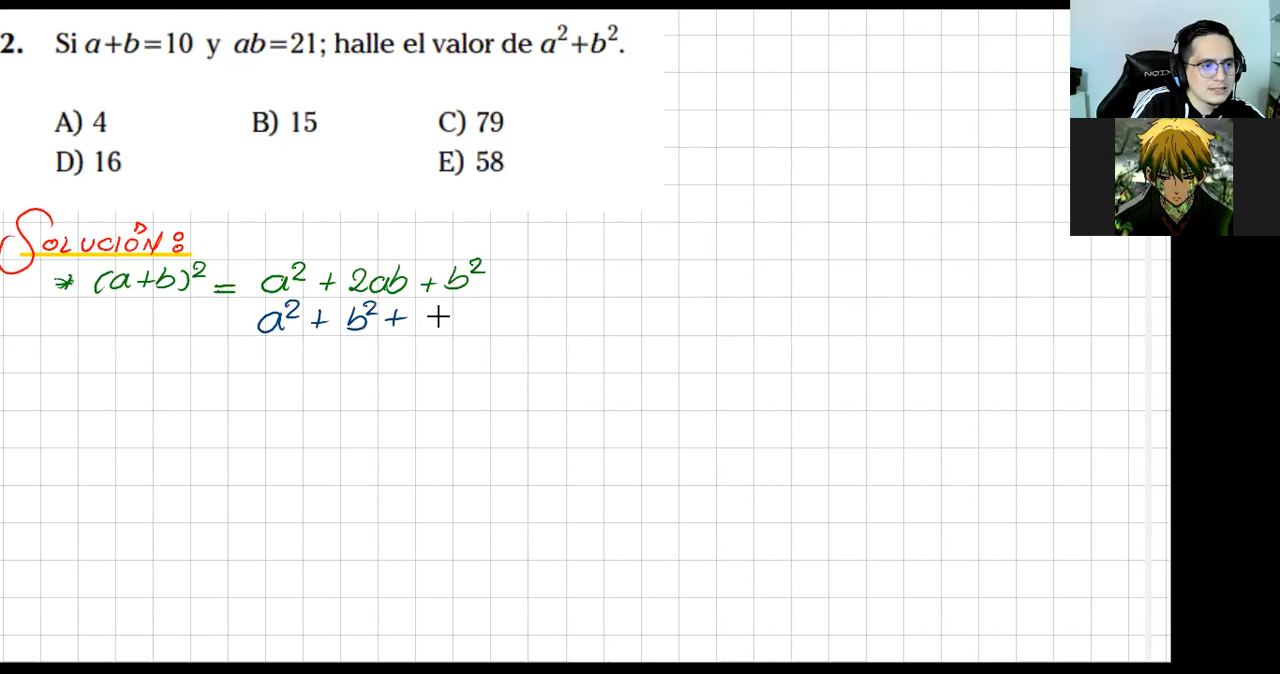 2. Si a+b=10 y ab=21; halle el valor de a²+b².
A) 4 B) 15 C) 79
D) 16 E) 58
SOLUCIÓN:
* (a+b)² = a² + 2ab + b²
a² + b² +